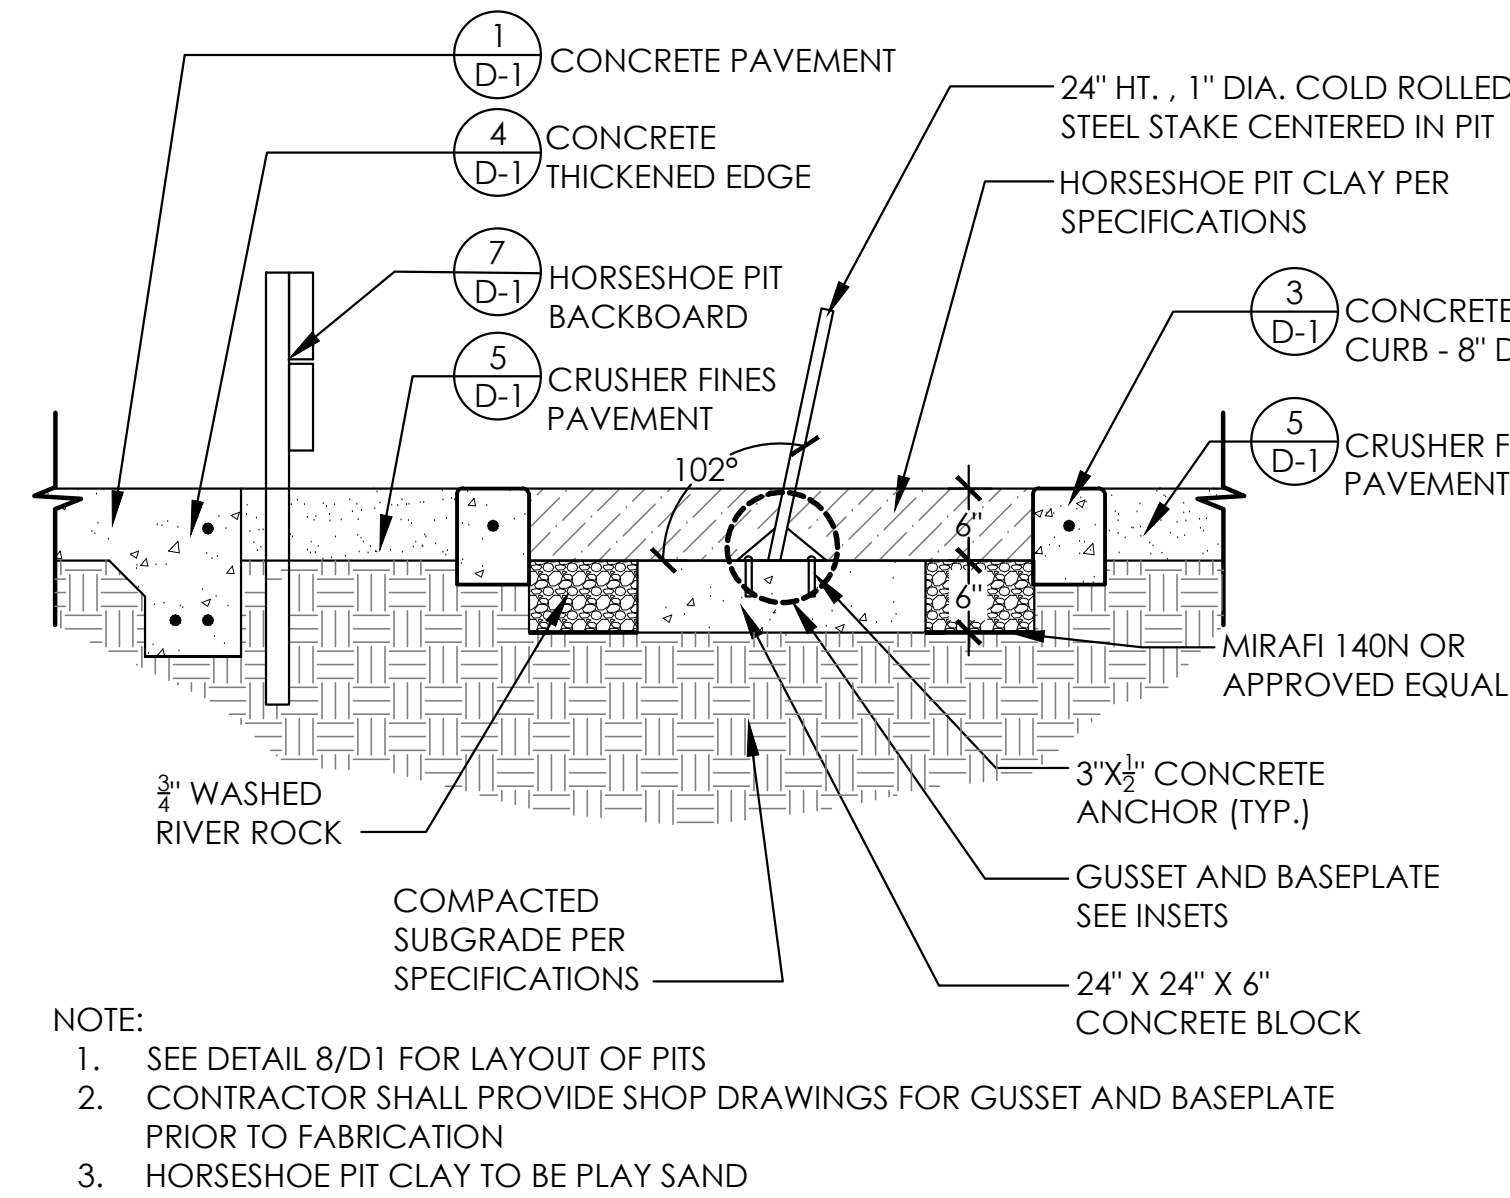 1
D-1
CONCRETE PAVEMENT
4
D-1
CONCRETE
THICKENED EDGE
7
D-1
HORSESHOE PIT
BACKBOARD
5
D-1
CRUSHER FINES
PAVEMENT
24" HT. , 1" DIA. COLD ROLLED
STEEL STAKE CENTERED IN PIT
HORSESHOE PIT CLAY PER
SPECIFICATIONS
3
D-1
CONCRETE
CURB - 8" D
5
D-1
CRUSHER F
PAVEMENT
102°
6"
6"
MIRAFI 140N OR
APPROVED EQUAL
3"X½" CONCRETE
ANCHOR (TYP.)
GUSSET AND BASEPLATE
SEE INSETS
24" X 24" X 6"
CONCRETE BLOCK
¾" WASHED
RIVER ROCK
COMPACTED
SUBGRADE PER
SPECIFICATIONS
NOTE:
1. SEE DETAIL 8/D1 FOR LAYOUT OF PITS
2. CONTRACTOR SHALL PROVIDE SHOP DRAWINGS FOR GUSSET AND BASEPLATE
PRIOR TO FABRICATION
3. HORSESHOE PIT CLAY TO BE PLAY SAND